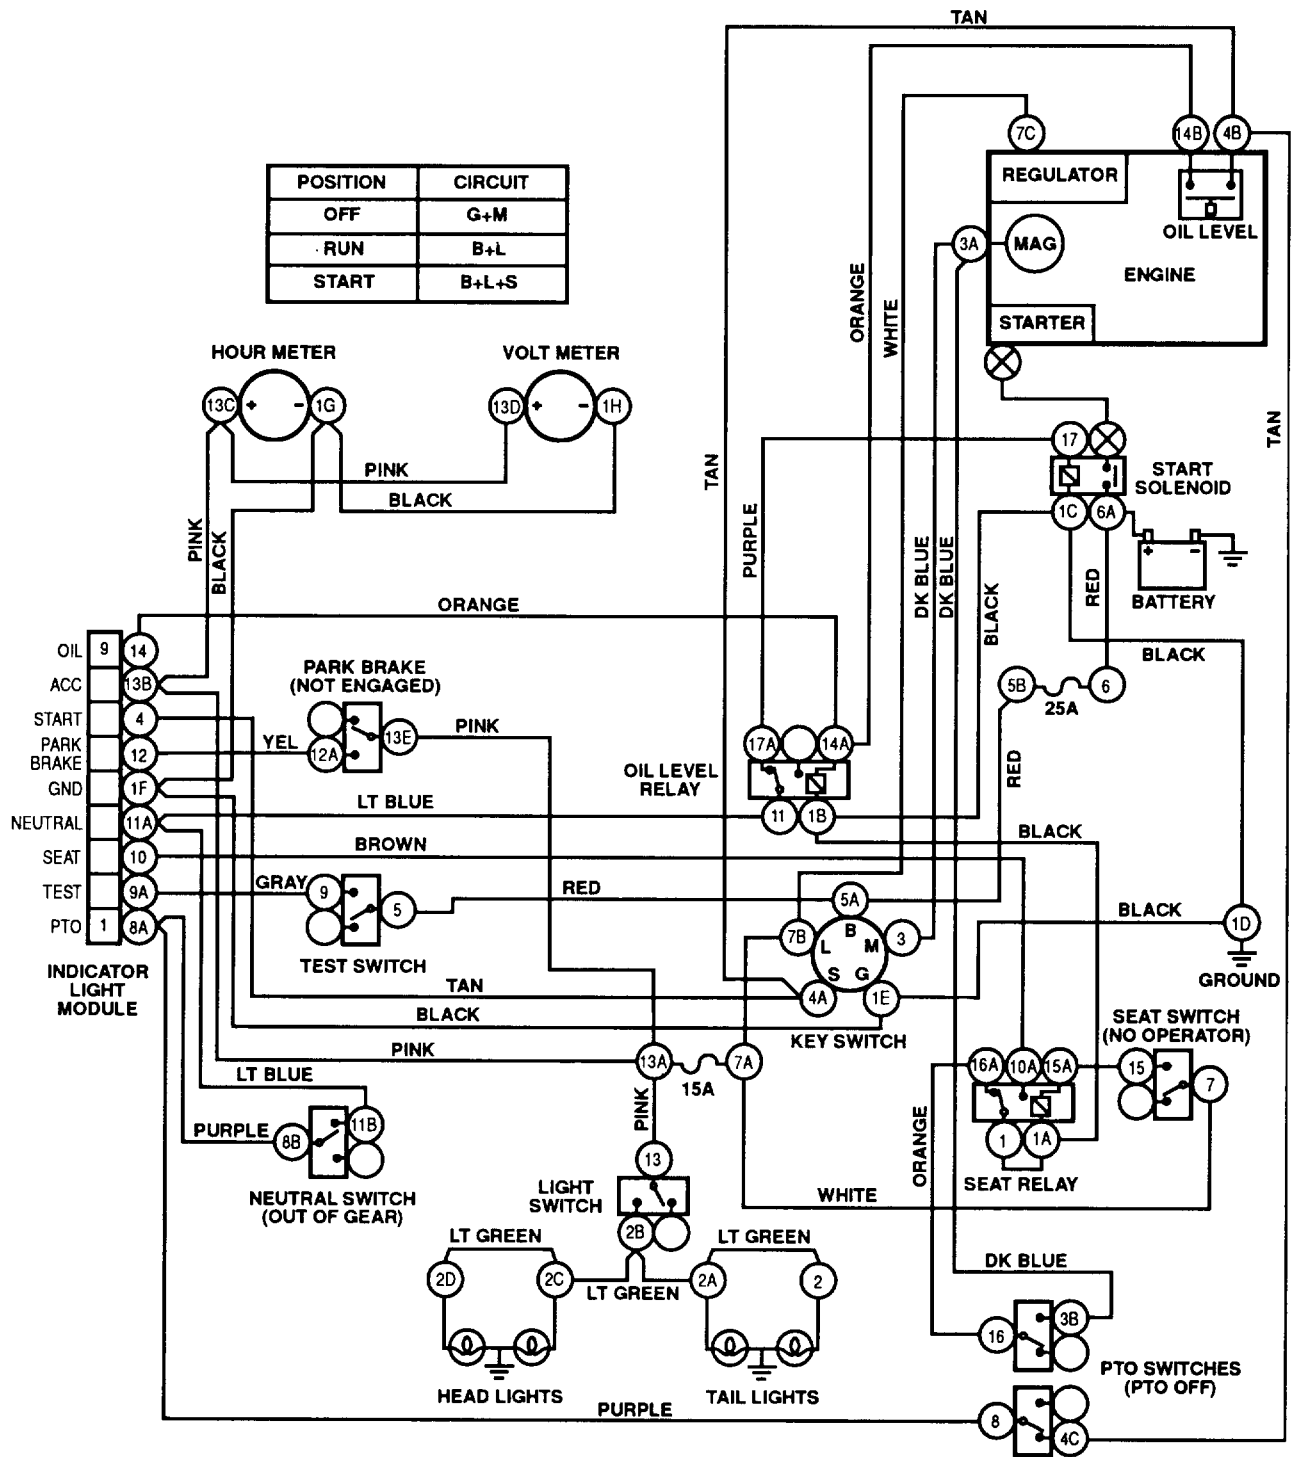 TAN
7C
14B
4B
POSITION CIRCUIT
OFF G+M
RUN B+L
START B+L+S
REGULATOR
OIL LEVEL
3A
MAG
ENGINE
ORANGE
WHITE
STARTER
HOUR METER
VOLT METER
13C + - 1G
13D + - 1H
TAN
PINK
BLACK
TAN
17
START
SOLENOID
1C
6A
PURPLE
PINK
BLACK
DK BLUE
DK BLUE
BLACK
RED
+ -
BATTERY
ORANGE
BLACK
OIL 9 14
ACC 13B
START 4
PARK
BRAKE 12
GND 1F
NEUTRAL 11A
SEAT 10
TEST 9A
PTO 1 8A
INDICATOR
LIGHT
MODULE
PARK BRAKE
(NOT ENGAGED)
YEL
12A
13E
PINK
5B
6
25A
RED
17A
14A
OIL LEVEL
RELAY
11
1B
LT BLUE
BLACK
BROWN
GRAY
9
5
TEST SWITCH
RED
5A
7B
3
B
L M
S G
4A
1E
KEY SWITCH
BLACK
1D
GROUND
TAN
BLACK
PINK
13A
7A
15A
SEAT SWITCH
(NO OPERATOR)
16A
10A
15A
15
7
1
1A
SEAT RELAY
LT BLUE
PURPLE
8B
11B
NEUTRAL SWITCH
(OUT OF GEAR)
PINK
ORANGE
13
LIGHT
SWITCH
2B
WHITE
LT GREEN
LT GREEN
2D
2C
LT GREEN
2A
2
HEAD LIGHTS
TAIL LIGHTS
DK BLUE
16
3B
PTO SWITCHES
(PTO OFF)
PURPLE
8
4C